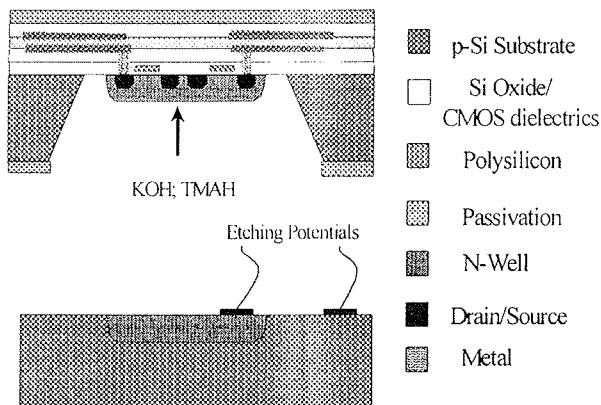 p-Si Substrate
Si Oxide/
CMOS dielectrics
Polysilicon
Passivation
N-Well
Drain/Source
Metal
KOH; TMAH
Etching Potentials